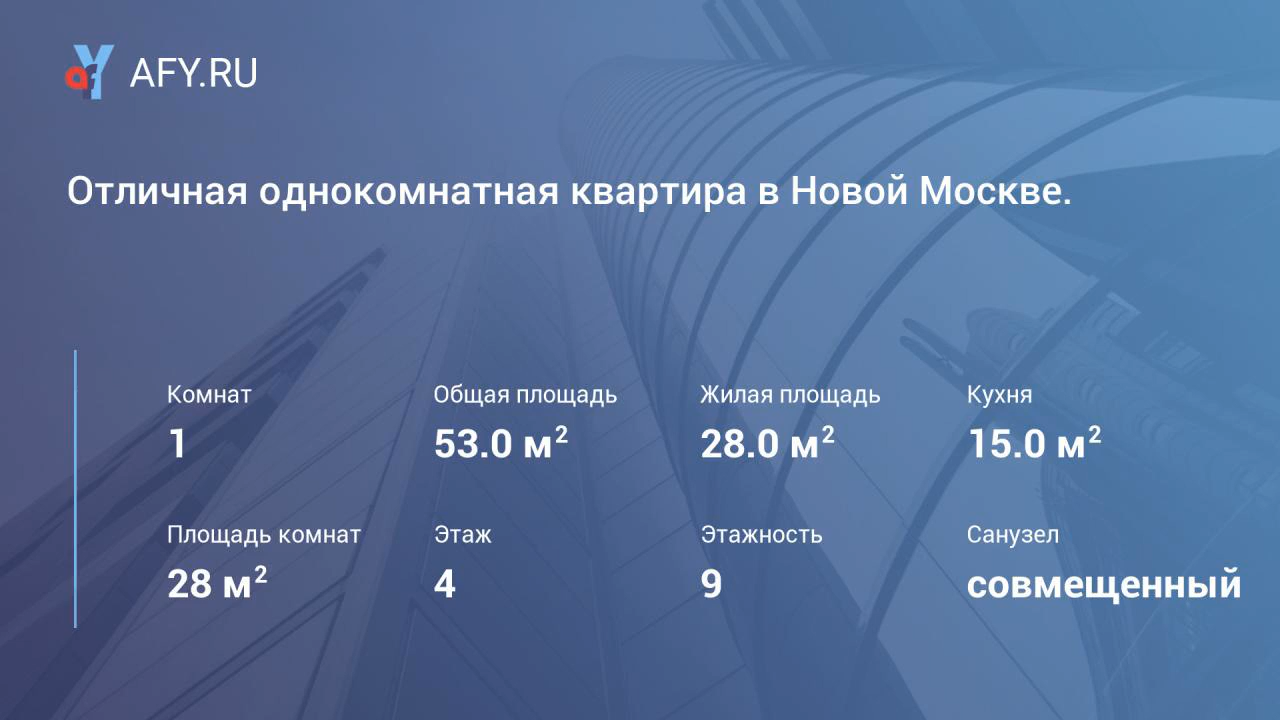 afY AFY.RU
Отличная однокомнатная квартира в Новой Москве.
Комнат Общая площадь Жилая площадь Кухня
1 53.0 м² 28.0 м² 15.0 м²
Площадь комнат Этаж Этажность Санузел
28 м² 4 9 совмещенный